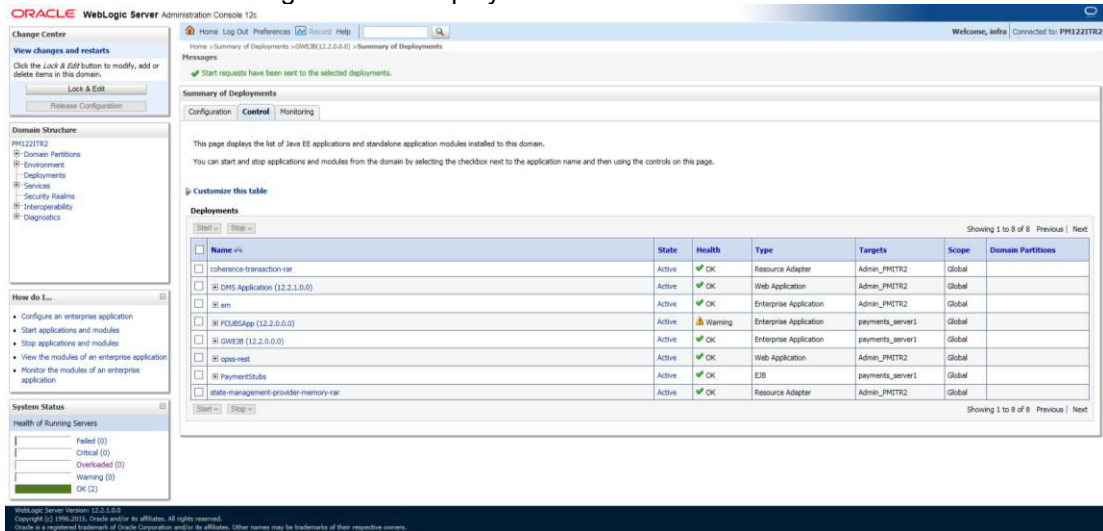 ORACLE WebLogic Server Administration Console 12c
Change Center
View changes and restarts
Click the Lock & Edit button to modify, add or
delete items in this domain.
Lock & Edit
Release Configuration
Domain Structure
PM122ITR2
Domain Partitions
Environment
Deployments
Services
Security Realms
Interoperability
Diagnostics
How do I...
Configure an enterprise application
Start applications and modules
Stop applications and modules
View the modules of an enterprise application
Monitor the modules of an enterprise
application
System Status
Health of Running Servers
Failed (0)
Critical (0)
Overloaded (0)
Warning (0)
OK (2)
Home Log Out Preferences Record Help
Welcome, infra Connected to: PM122ITR2
Home >Summary of Deployments >GWEJB(12.2.0.0.0) >Summary of Deployments
Messages
Start requests have been sent to the selected deployments.
Summary of Deployments
Configuration Control Monitoring
This page displays the list of Java EE applications and standalone application modules installed to this domain.
You can start and stop applications and modules from the domain by selecting the checkbox next to the application name and then using the controls on this page.
Customize this table
Deployments
Start Stop Showing 1 to 8 of 8 Previous | Next
Name State Health Type Targets Scope Domain Partitions
coherence-transaction-rar Active OK Resource Adapter Admin_PMITR2 Global
DMS Application (12.2.1.0.0) Active OK Web Application Admin_PMITR2 Global
em Active OK Enterprise Application Admin_PMITR2 Global
FCUBSApp (12.2.0.0.0) Active Warning Enterprise Application payments_server1 Global
GWEJB (12.2.0.0.0) Active OK Enterprise Application payments_server1 Global
opss-rest Active OK Web Application Admin_PMITR2 Global
PaymentStubs Active OK EJB payments_server1 Global
state-management-provider-memory-rar Active OK Resource Adapter Admin_PMITR2 Global
Start Stop Showing 1 to 8 of 8 Previous | Next
WebLogic Server Version: 12.2.1.0.0
Copyright (c) 1996,2015, Oracle and/or its affiliates. All rights reserved.
Oracle is a registered trademark of Oracle Corporation and/or its affiliates. Other names may be trademarks of their respective owners.